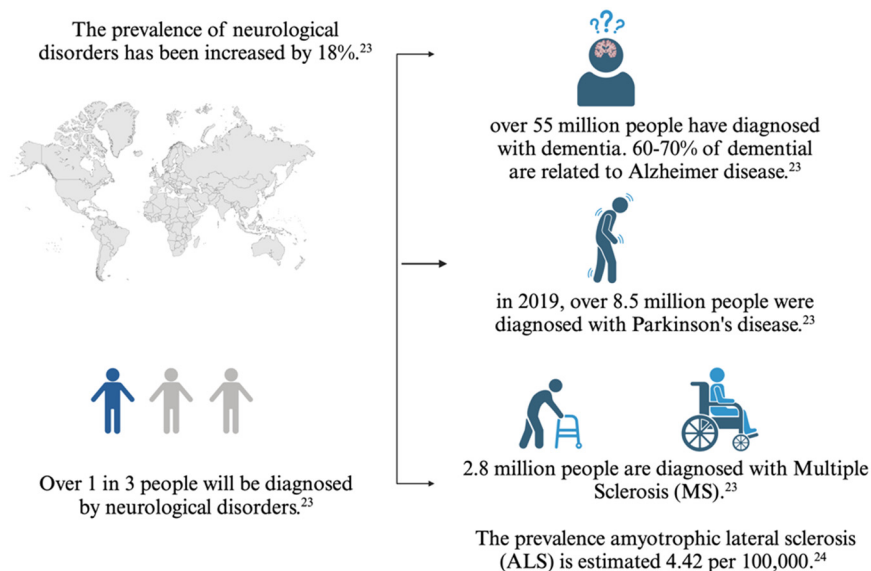 The prevalence of neurological
disorders has been increased by 18%.23
Over 1 in 3 people will be diagnosed
by neurological disorders.23
???
over 55 million people have diagnosed
with dementia. 60-70% of demential
are related to Alzheimer disease.23
in 2019, over 8.5 million people were
diagnosed with Parkinson's disease.23
2.8 million people are diagnosed with Multiple
Sclerosis (MS).23
The prevalence amyotrophic lateral sclerosis
(ALS) is estimated 4.42 per 100,000.24